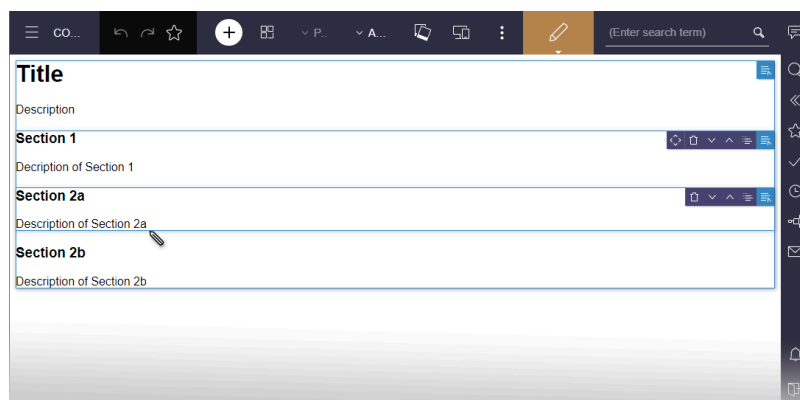 CO...
P..
A...
(Enter search term)
Title
Description
Section 1
Decription of Section 1
Section 2a
Description of Section 2a
Section 2b
Description of Section 2b